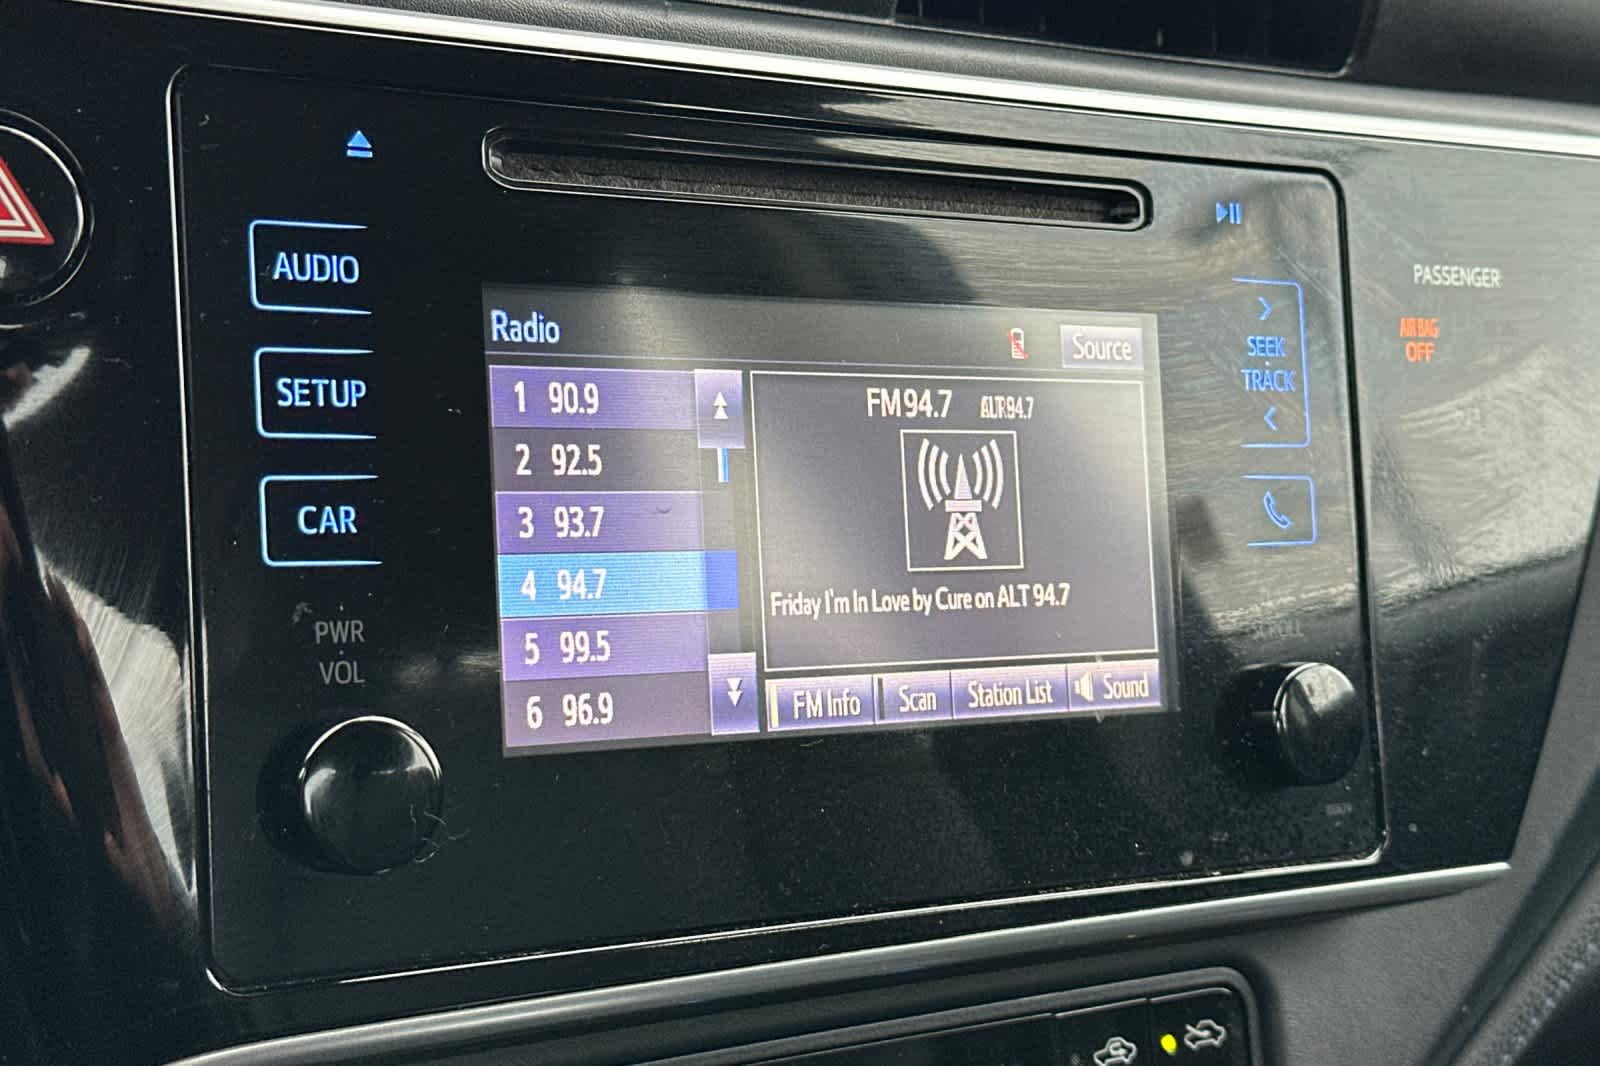 AUDIO
SETUP
CAR
PWR
VOL
Radio
Source
1 90.9
2 92.5
3 93.7
4 94.7
5 99.5
6 96.9
FM94.7 ALT94.7
Friday I'm In Love by Cure on ALT 94.7
FM Info
Scan
Station List
Sound
SEEK
TRACK
SCROLL
PASSENGER
AIR BAG
OFF